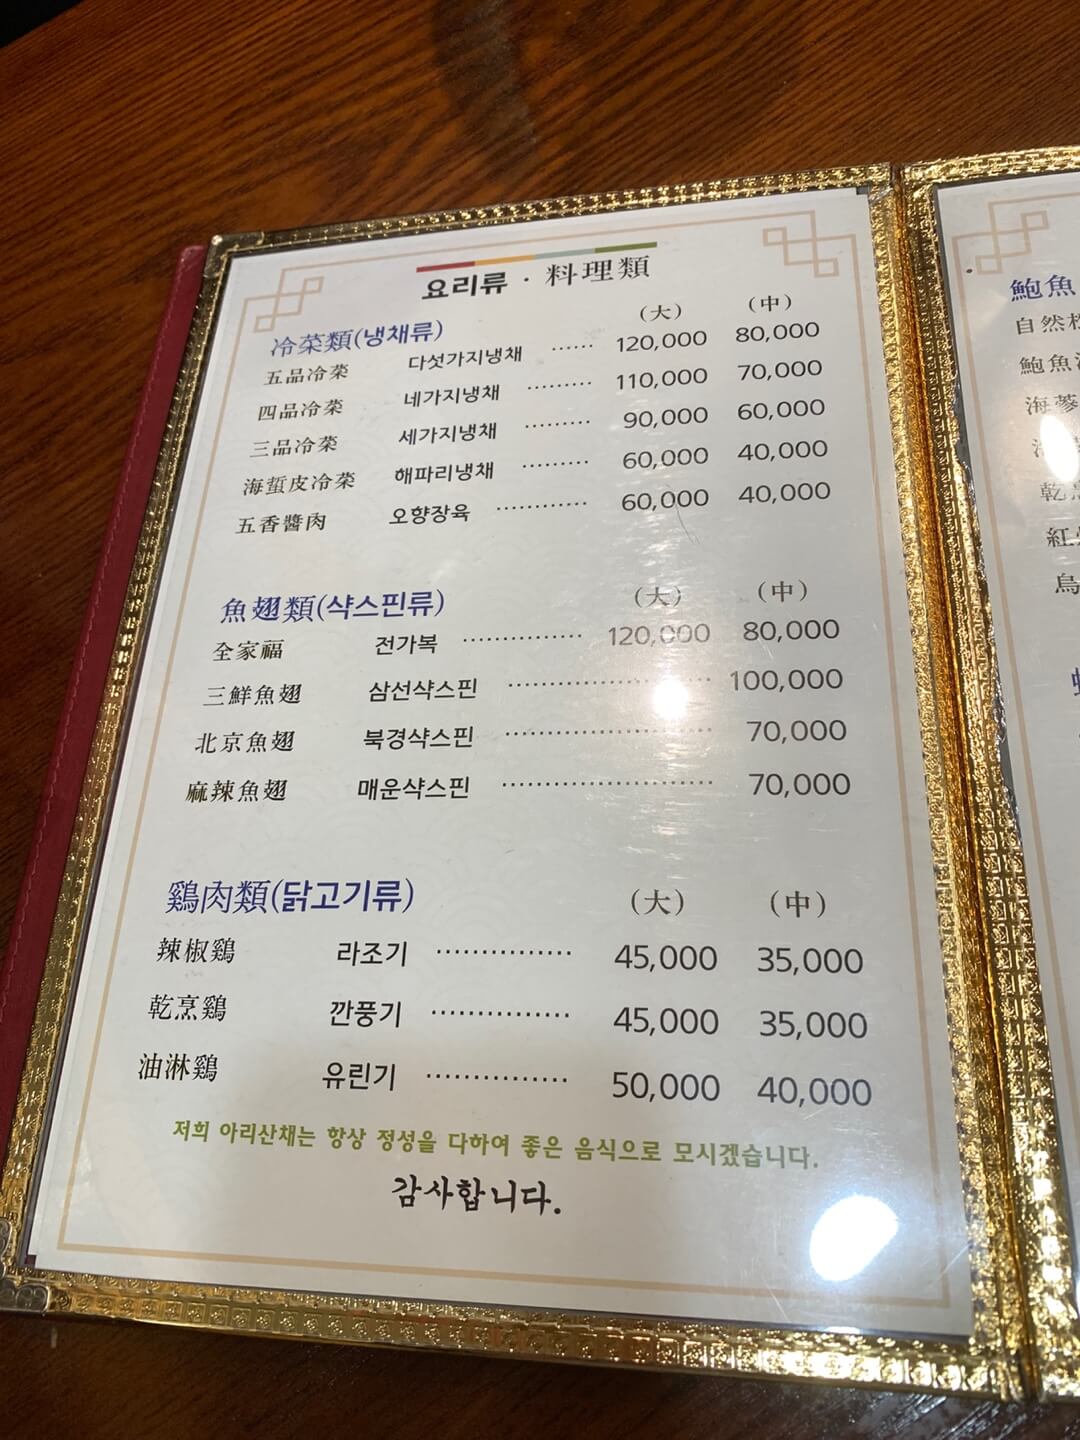 요리류 · 料理類
冷菜類(냉채류) (大) (中)
五品冷菜 다섯가지냉채 ······ 120,000 80,000
四品冷菜 네가지냉채 ········· 110,000 70,000
三品冷菜 세가지냉채 ········· 90,000 60,000
海蜇皮冷菜 해파리냉채 ········· 60,000 40,000
五香醬肉 오향장육 ············ 60,000 40,000
魚翅類(샥스핀류) (大) (中)
全家福 전가복 ··············· 120,000 80,000
三鮮魚翅 삼선샥스핀 ························ 100,000
北京魚翅 북경샥스핀 ························ 70,000
麻辣魚翅 매운샥스핀 ························ 70,000
鷄肉類(닭고기류) (大) (中)
辣椒鷄 라조기 ··············· 45,000 35,000
乾烹鷄 깐풍기 ··············· 45,000 35,000
油淋鷄 유린기 ··············· 50,000 40,000
저희 아리산채는 항상 정성을 다하여 좋은 음식으로 모시겠습니다.
감사합니다.
鮑魚
自然
鮑魚
海蔘
乾
紅
烏